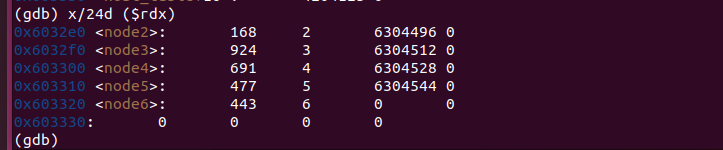 (gdb) x/24d ($rdx)
0x6032e0 <node2>: 168 2 6304496 0
0x6032f0 <node3>: 924 3 6304512 0
0x603300 <node4>: 691 4 6304528 0
0x603310 <node5>: 477 5 6304544 0
0x603320 <node6>: 443 6 0 0
0x603330: 0 0 0 0
(gdb)